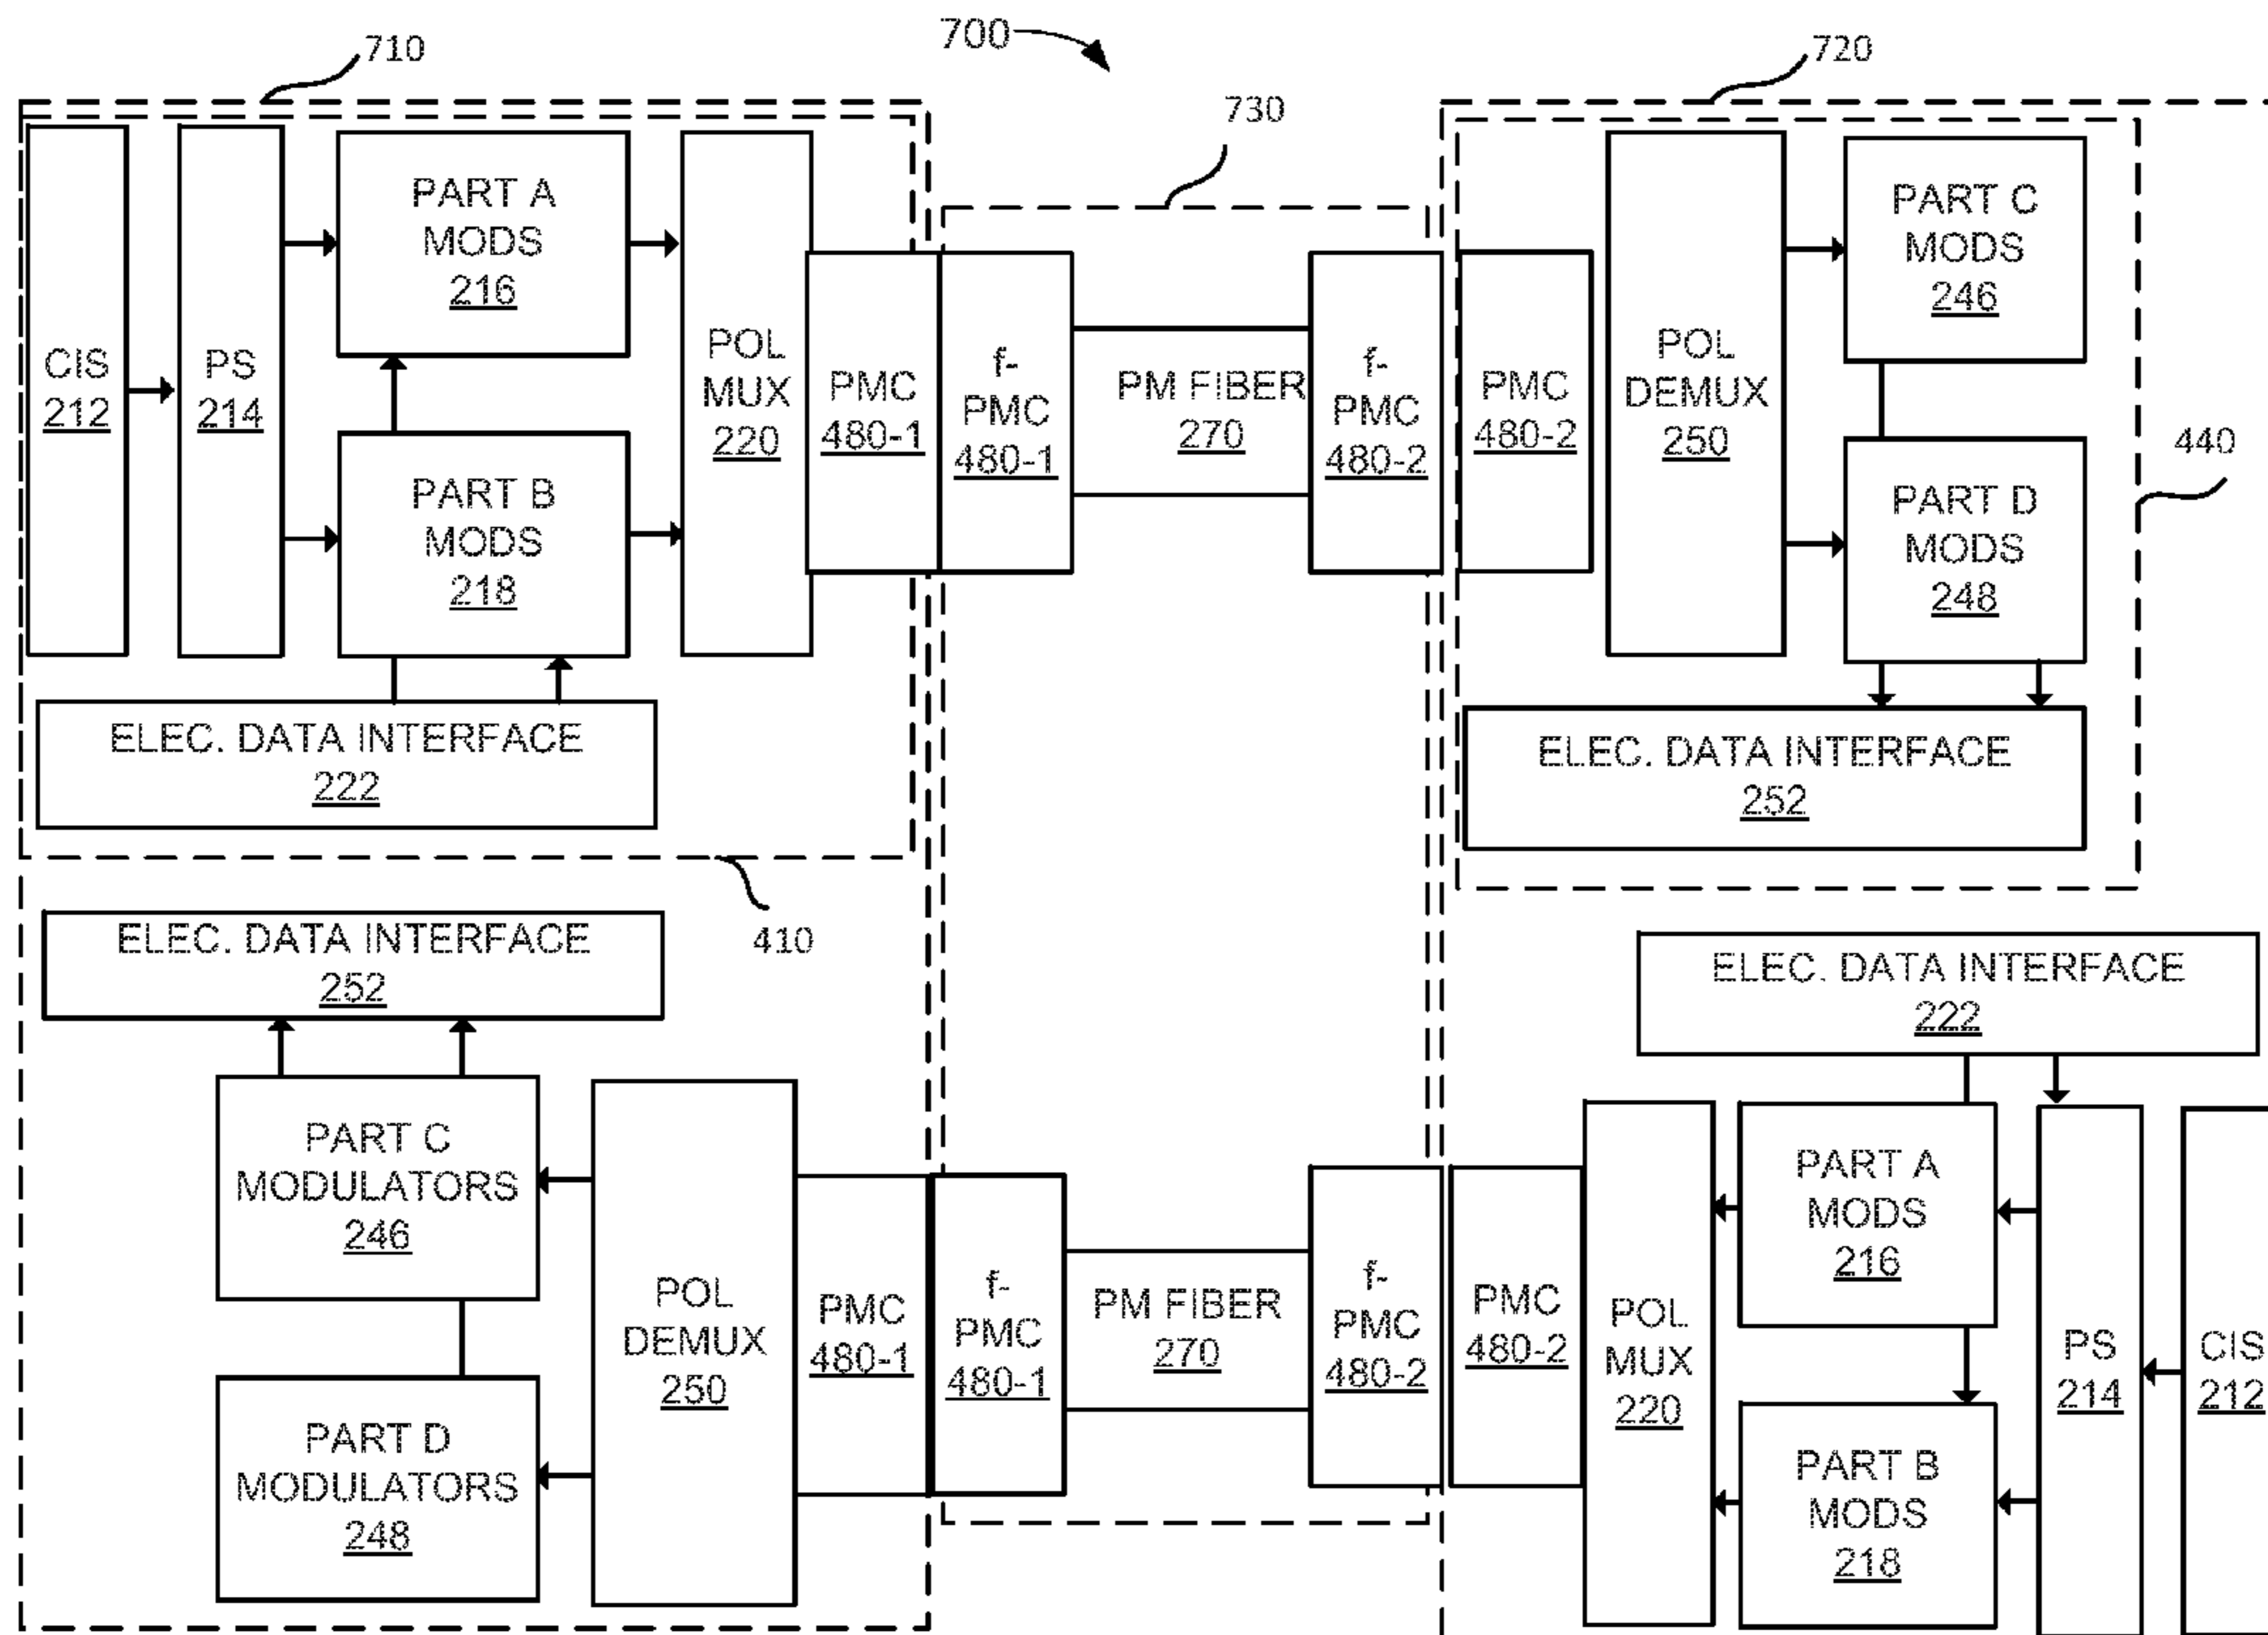 700
710
720
730
CIS
212
PS
214
PART A
MODS
216
PART B
MODS
218
POL
MUX
220
PMC
480-1
f-
PMC
480-1
PM FIBER
270
f-
PMC
480-2
PMC
480-2
POL
DEMUX
250
PART C
MODS
246
PART D
MODS
248
440
ELEC. DATA INTERFACE
222
ELEC. DATA INTERFACE
252
410
ELEC. DATA INTERFACE
252
PART C
MODULATORS
246
PART D
MODULATORS
248
POL
DEMUX
250
PMC
480-1
f-
PMC
480-1
PM FIBER
270
f-
PMC
480-2
PMC
480-2
POL
MUX
220
ELEC. DATA INTERFACE
222
PART A
MODS
216
PART B
MODS
218
PS
214
CIS
212